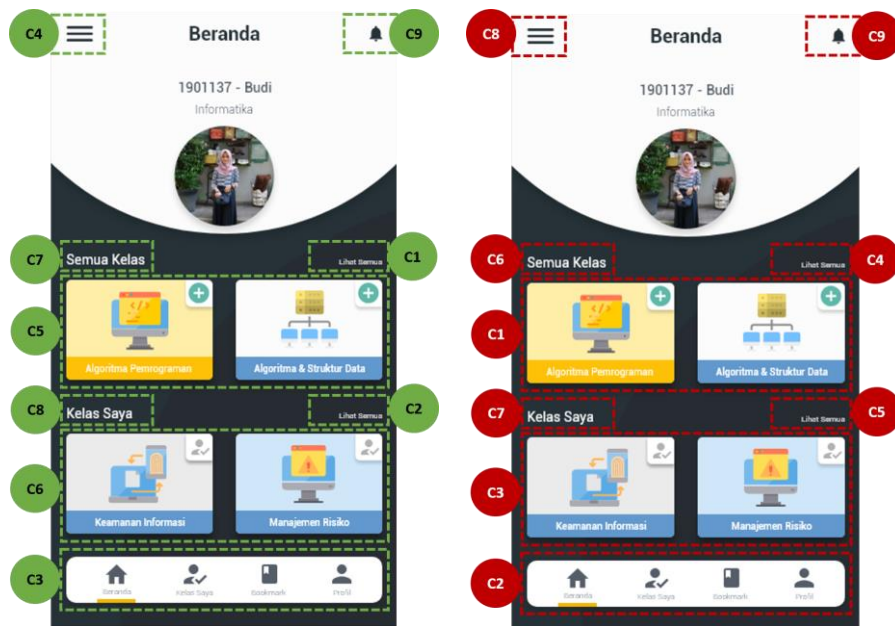 C4
Beranda
C9
1901137 - Budi
Informatika
C7
Semua Kelas
Lihat Semua
C1
C5
Algoritma Pemrograman
Algoritma & Struktur Data
C8
Kelas Saya
Lihat Semua
C2
C6
Keamanan Informasi
Manajemen Risiko
C3
Beranda
Kelas Saya
Bookmark
Profil
C8
Beranda
C9
1901137 - Budi
Informatika
C6
Semua Kelas
Lihat Semua
C4
C1
Algoritma Pemrograman
Algoritma & Struktur Data
C7
Kelas Saya
Lihat Semua
C5
C3
Keamanan Informasi
Manajemen Risiko
C2
Beranda
Kelas Saya
Bookmark
Profil